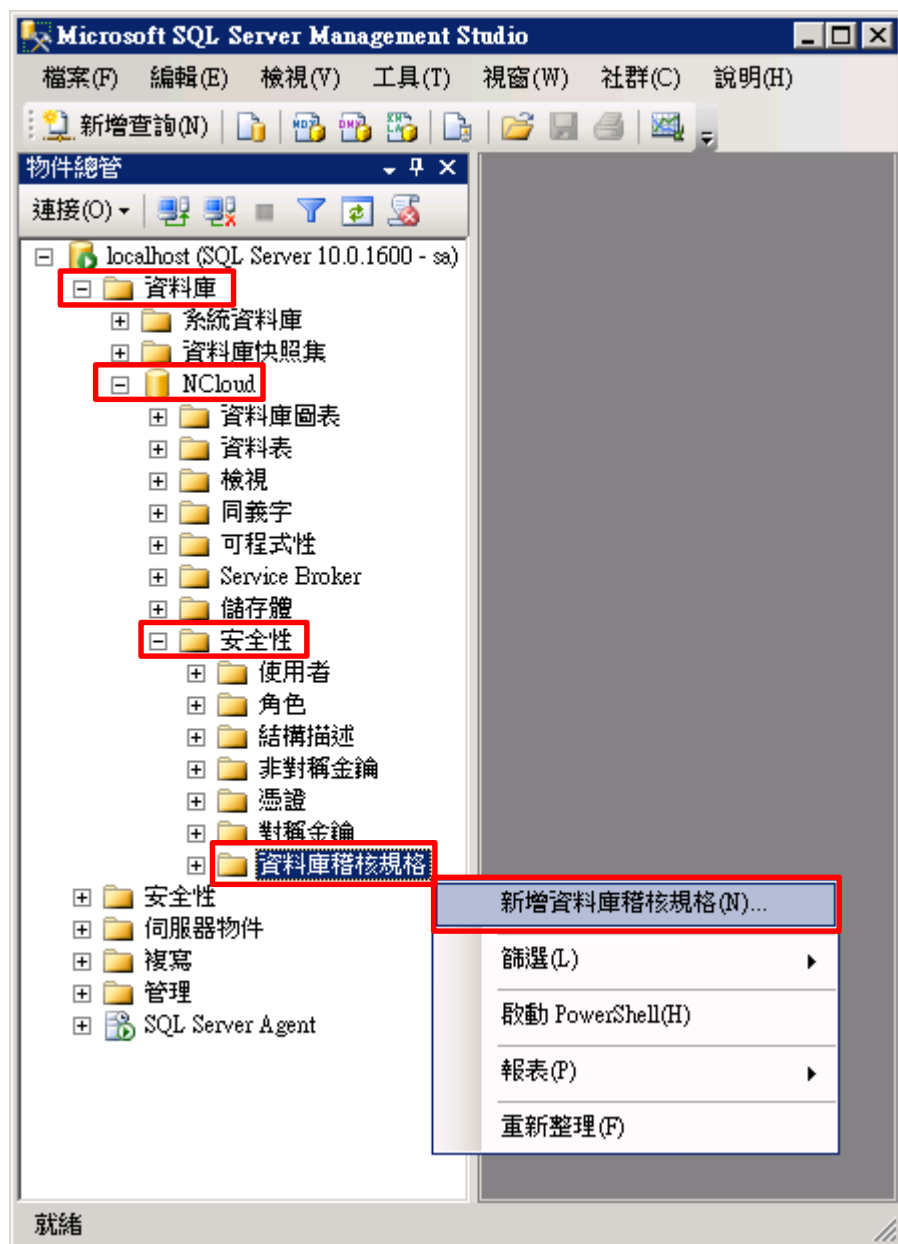 Microsoft SQL Server Management Studio
檔案(F) 編輯(E) 檢視(V) 工具(T) 視窗(W) 社群(C) 說明(H)
新增查詢(N)
物件總管
連接(O)
localhost (SQL Server 10.0.1600 - sa)
資料庫
系統資料庫
資料庫快照集
NCloud
資料庫圖表
資料表
檢視
同義字
可程式性
Service Broker
儲存體
安全性
使用者
角色
結構描述
非對稱金鑰
憑證
對稱金鑰
資料庫稽核規格
新增資料庫稽核規格(N)...
安全性
伺服器物件
篩選(L)
複寫
管理
啟動 PowerShell(H)
SQL Server Agent
報表(P)
重新整理(F)
就緒